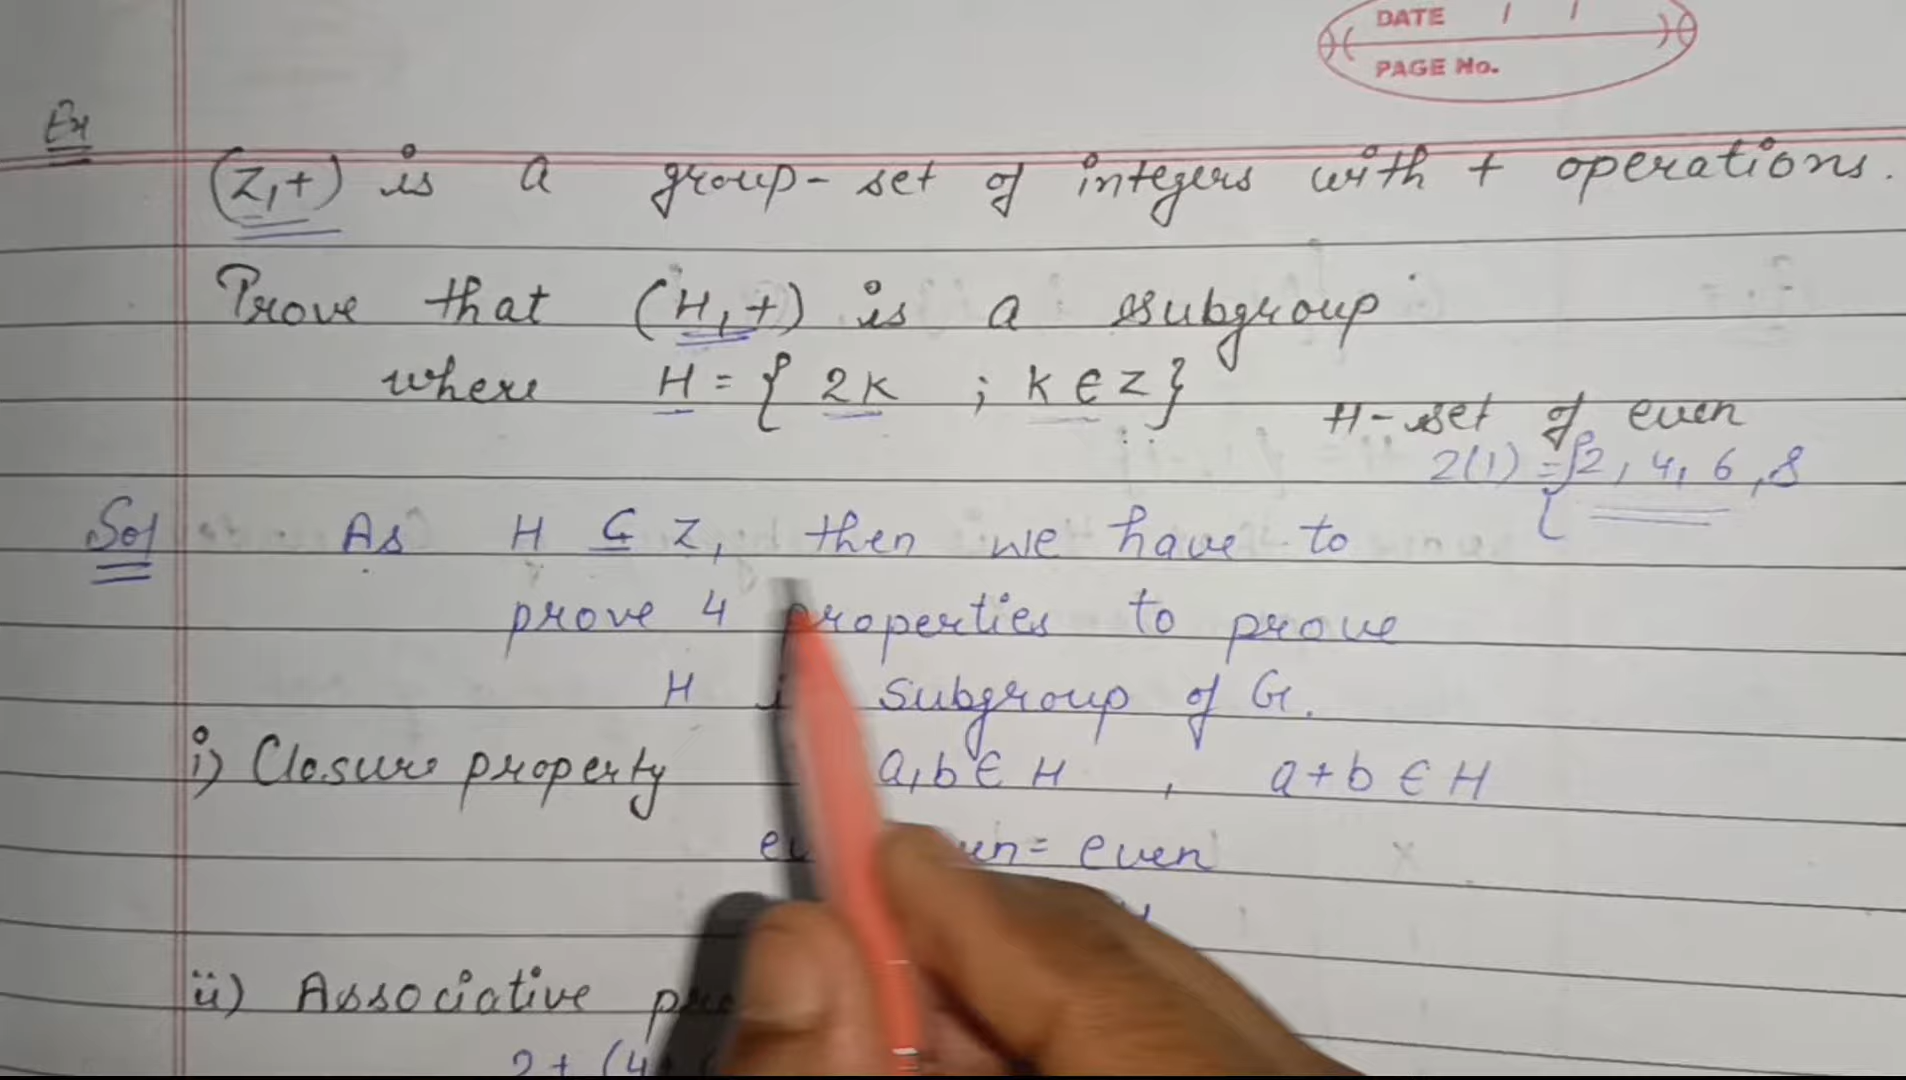 DATE / /
PAGE No.
Ex
(Z,+) is a group - set of integers with + operations.
Prove that (H,+) is a subgroup
where H = { 2K ; K ∈ Z }
H - set of even
2(1) = {2, 4, 6, 8
Sol As H ⊆ Z, then we have to
prove 4 properties to prove
H subgroup of G.
i) Closure property a,b ∈ H , a+b ∈ H
= even
ii) Associative
2 + (4